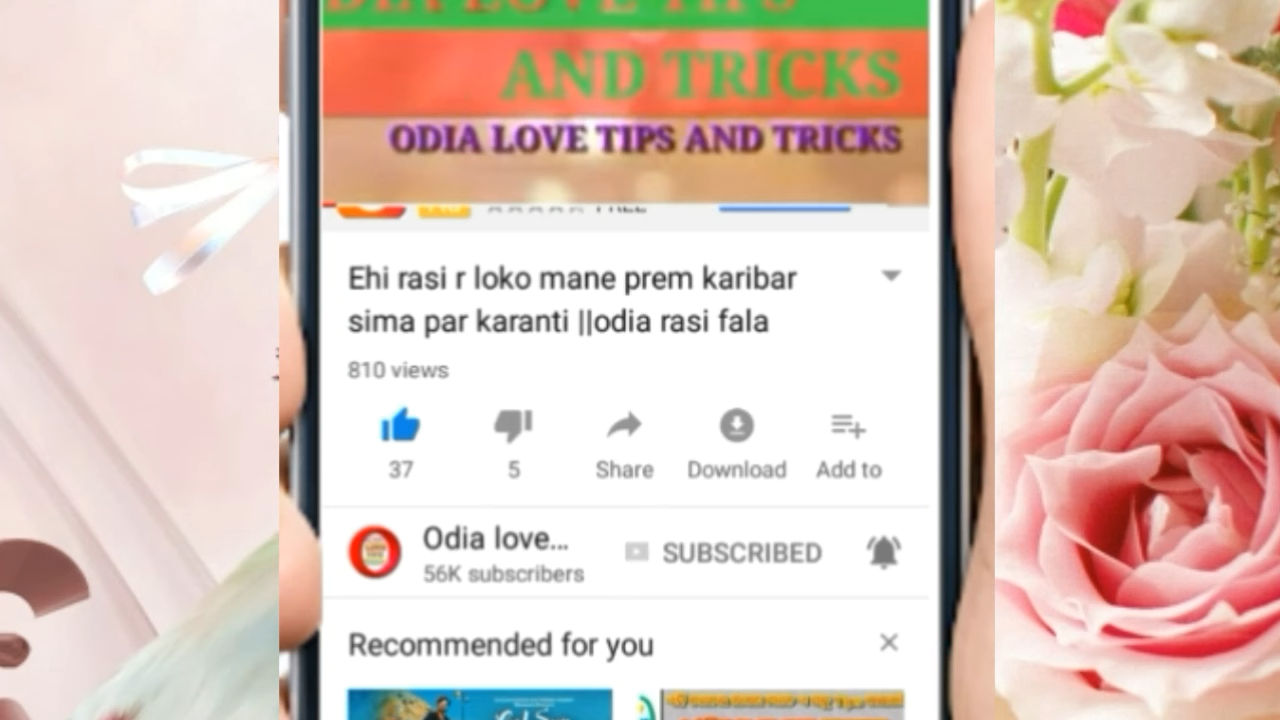 AND TRICKS
ODIA LOVE TIPS AND TRICKS
Ehi rasi r loko mane prem karibar
sima par karanti ||odia rasi fala
810 views
37
5
Share
Download
Add to
Odia love...
56K subscribers
SUBSCRIBED
Recommended for you